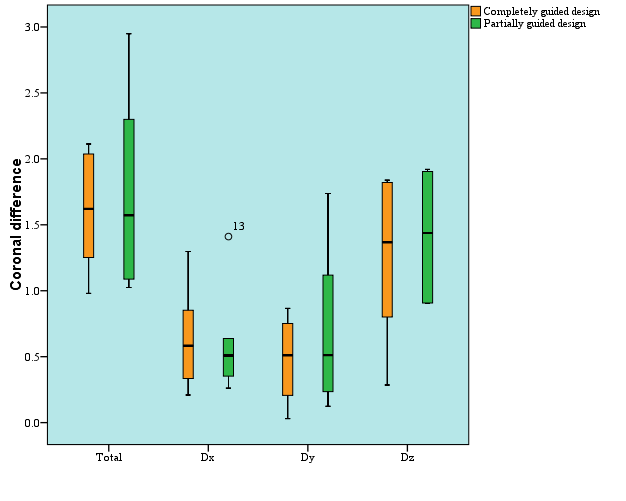 Completely guided design
Partially guided design
Coronal difference
3.0
2.5
2.0
1.5
1.0
0.5
0.0
13
Total
Dx
Dy
Dz